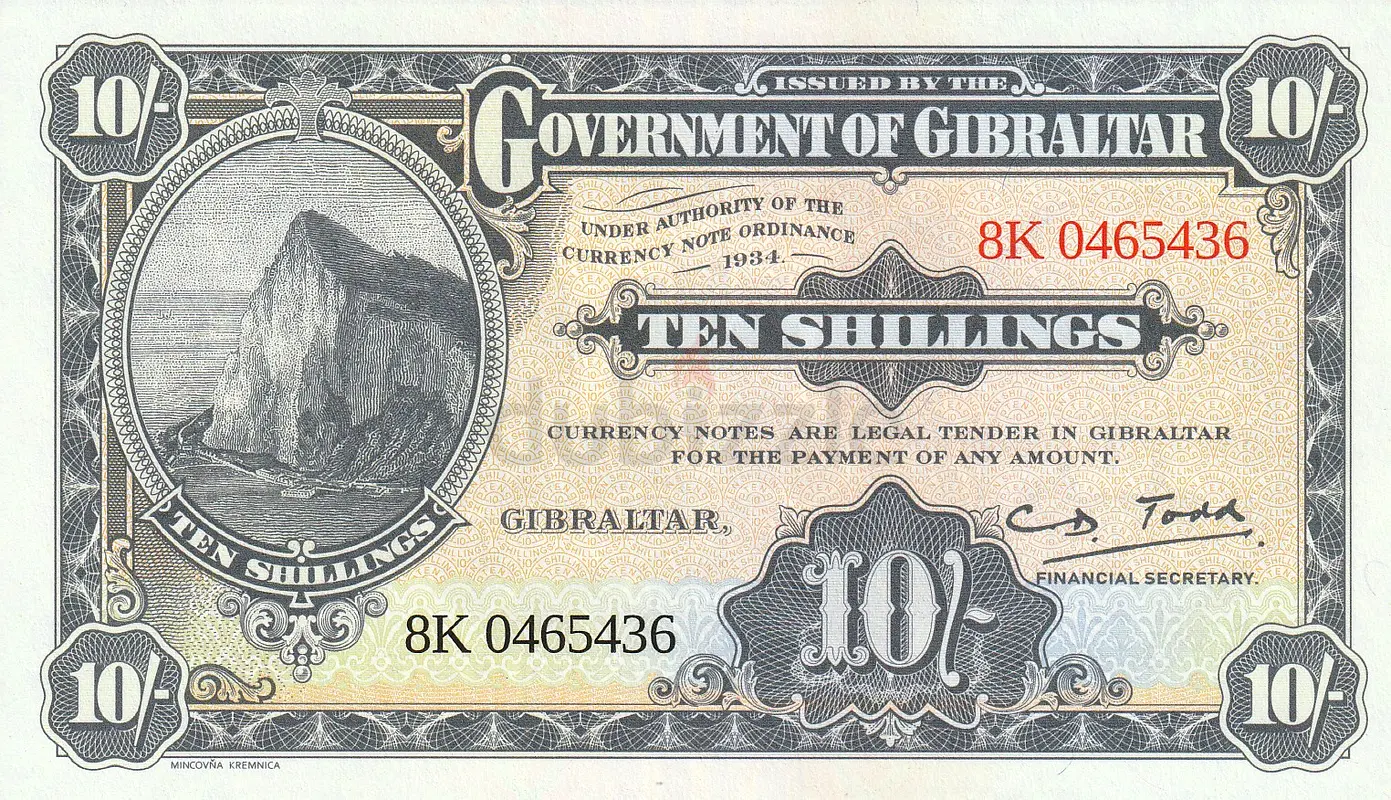 10/-
10/-
ISSUED BY THE
GOVERNMENT OF GIBRALTAR
UNDER AUTHORITY OF THE
CURRENCY NOTE ORDINANCE
1934.
8K 0465436
TEN SHILLINGS
dubizzle
CURRENCY NOTES ARE LEGAL TENDER IN GIBRALTAR
FOR THE PAYMENT OF ANY AMOUNT.
GIBRALTAR,
C.D. Todd.
FINANCIAL SECRETARY.
TEN SHILLINGS
10/-
8K 0465436
10/-
10/-
MINCOVŇA KREMNICA